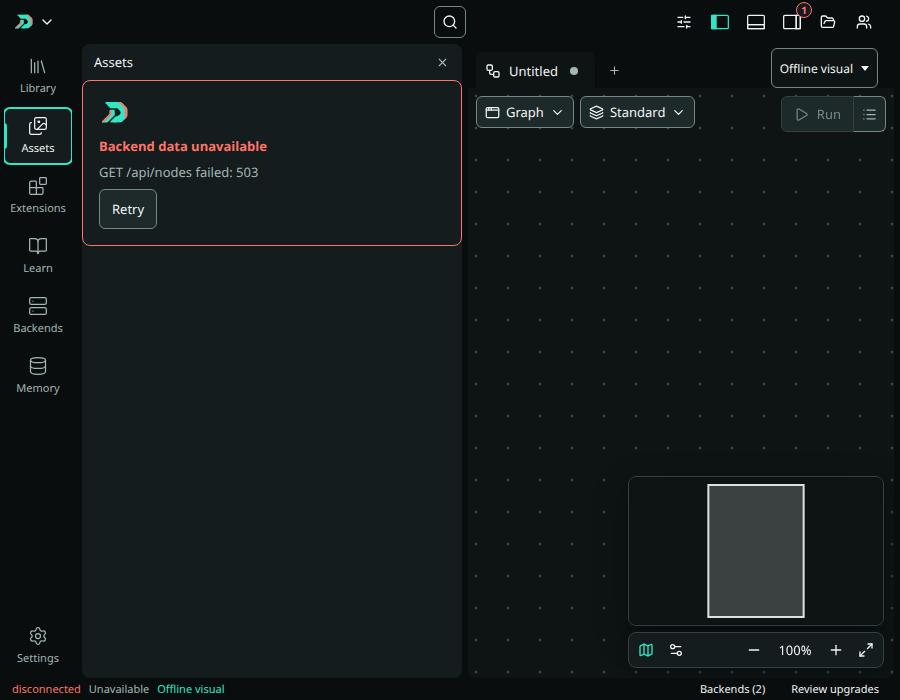 1
Library
Assets
Extensions
Learn
Backends
Memory
Settings
Assets
Backend data unavailable
GET /api/nodes failed: 503
Retry
Untitled
Offline visual
Graph
Standard
Run
100%
disconnected Unavailable Offline visual
Backends (2) Review upgrades